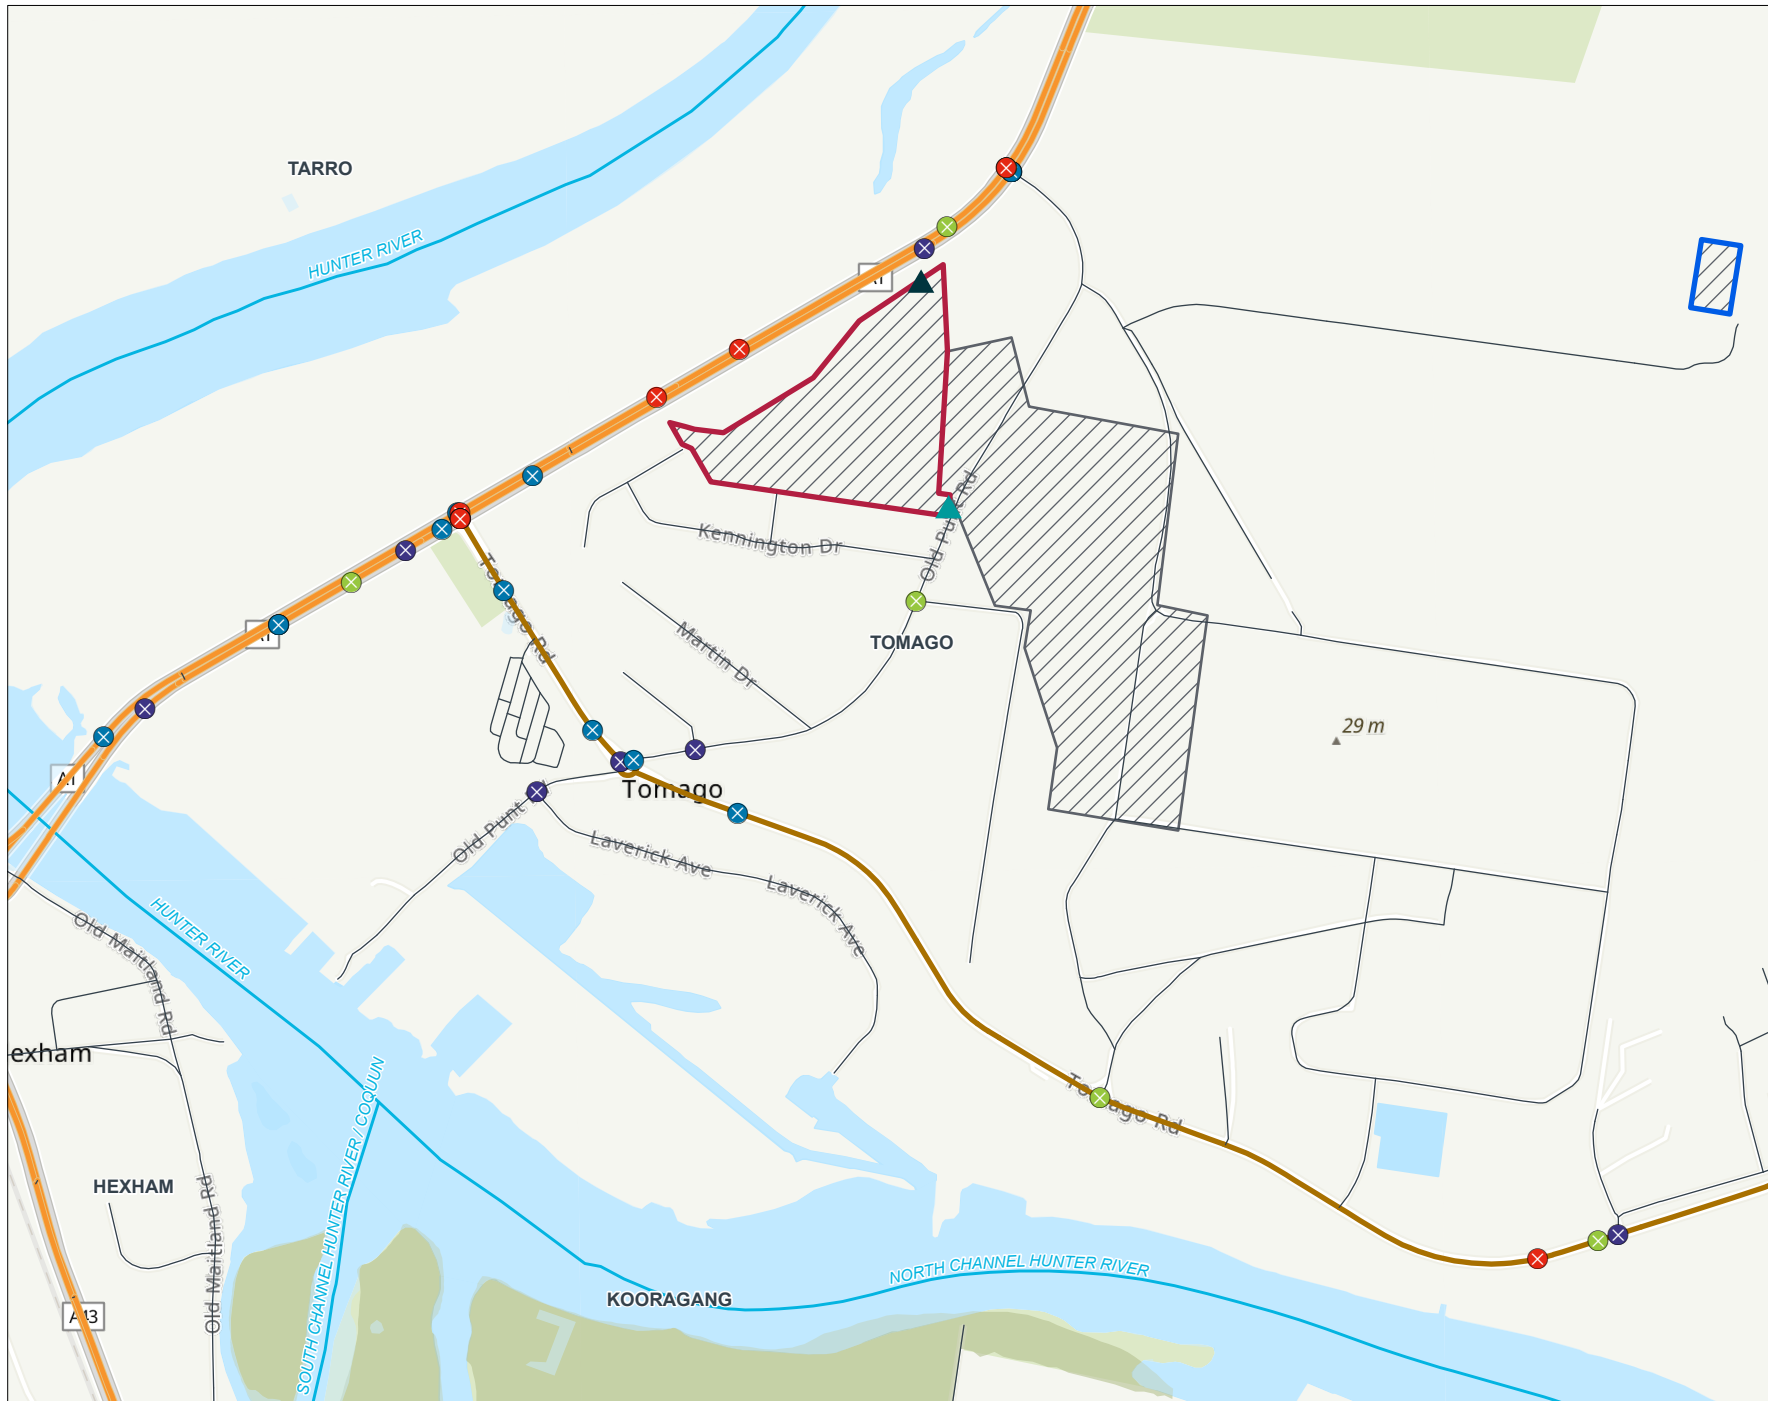 TARRO
HUNTER RIVER
A1
Old Punt Rd
Kennington Dr
Tomago Rd
A1
Martin Dr
TOMAGO
29 m
A1
Tomago
Old Punt
Laverick Ave
Laverick Ave
HUNTER RIVER
Old Maitland Rd
exham
SOUTH CHANNEL HUNTER RIVER / COQUUN
Tomago Rd
HEXHAM
Old Maitland Rd
NORTH CHANNEL HUNTER RIVER
KOORAGANG
A43